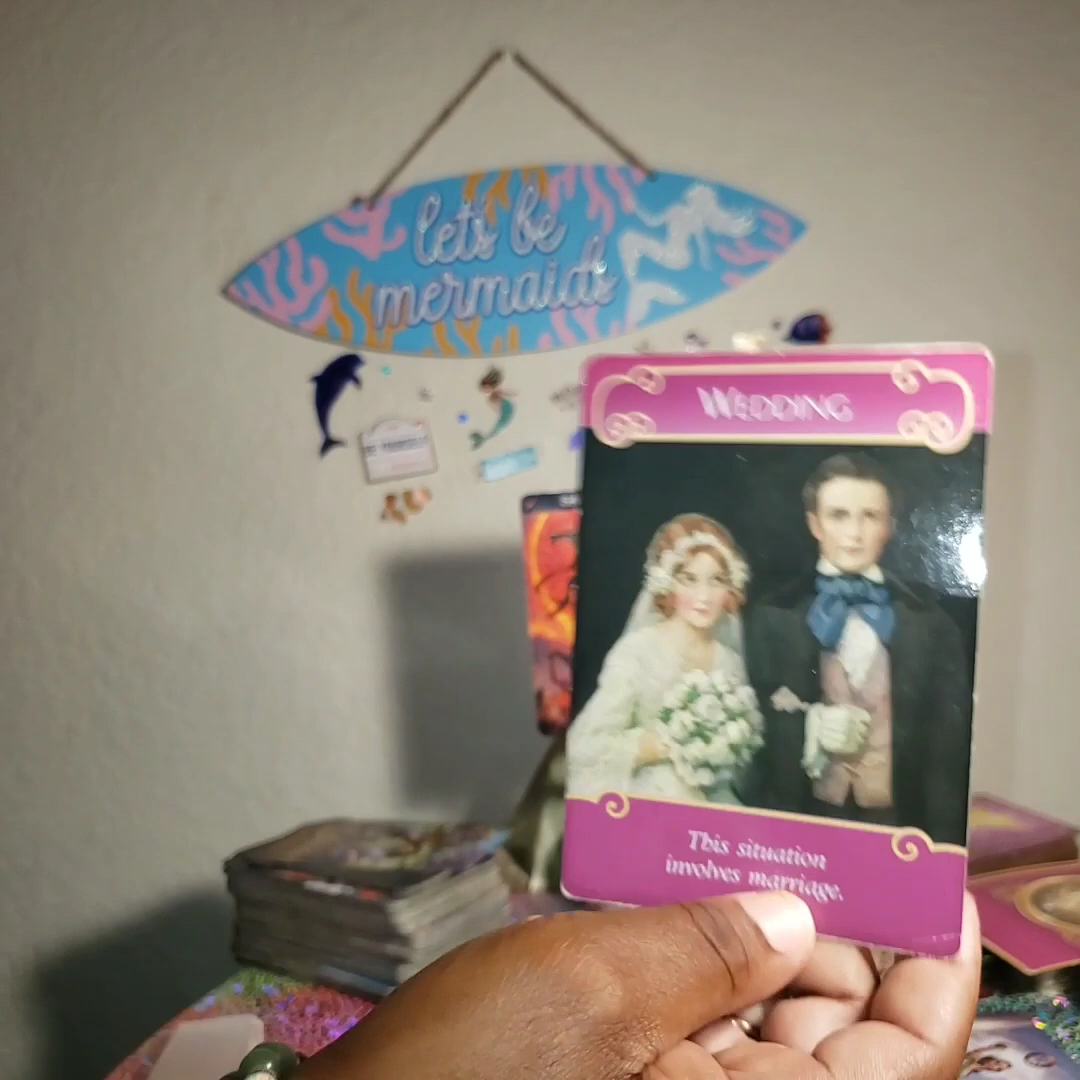 let's be
mermaids
WEDDING
This situation
involves marriage.